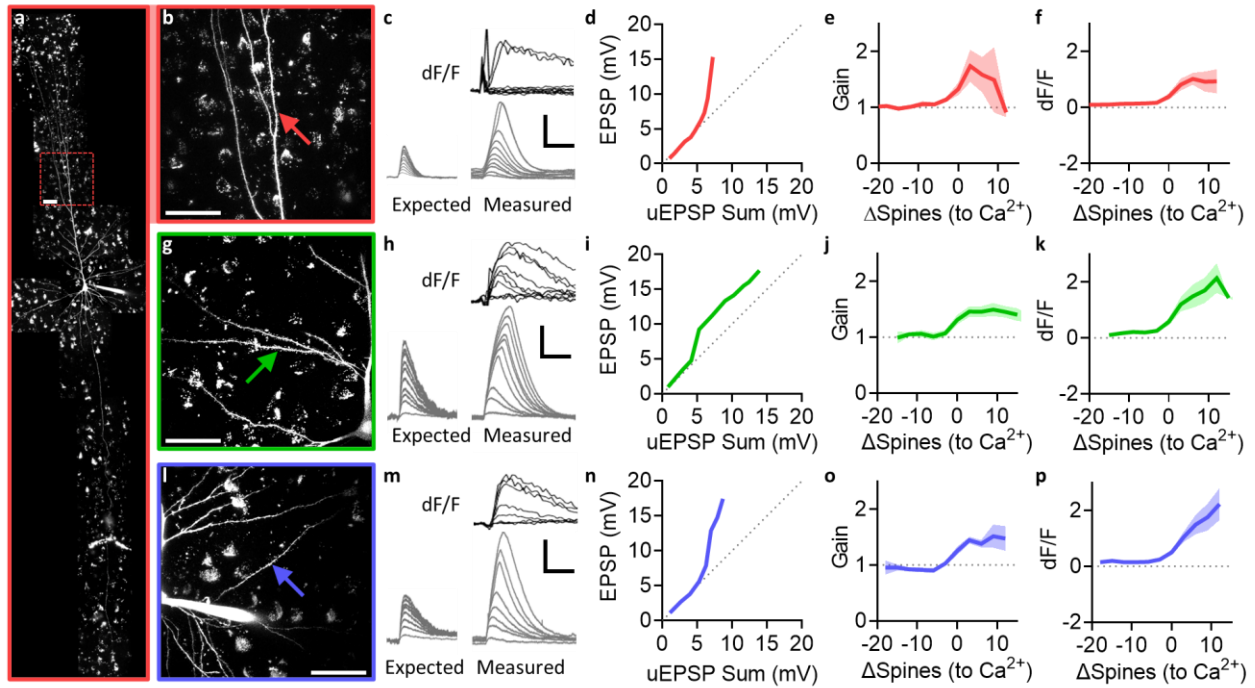 a
b
c
dF/F
Expected
Measured
d
EPSP (mV)
20
15
10
5
0
0 5 10 15 20
uEPSP Sum (mV)
e
Gain
2
1
0
-20 -10 0 10
ΔSpines (to Ca²⁺)
f
dF/F
2
0
-2
-20 -10 0 10
ΔSpines (to Ca²⁺)
g
h
dF/F
Expected
Measured
i
EPSP (mV)
20
15
10
5
0
0 5 10 15 20
uEPSP Sum (mV)
j
Gain
2
1
0
-20 -10 0 10
ΔSpines (to Ca²⁺)
k
dF/F
2
0
-2
-20 -10 0 10
ΔSpines (to Ca²⁺)
l
m
dF/F
Expected
Measured
n
EPSP (mV)
20
15
10
5
0
0 5 10 15 20
uEPSP Sum (mV)
o
Gain
2
1
0
-20 -10 0 10
ΔSpines (to Ca²⁺)
p
dF/F
2
0
-2
-20 -10 0 10
ΔSpines (to Ca²⁺)